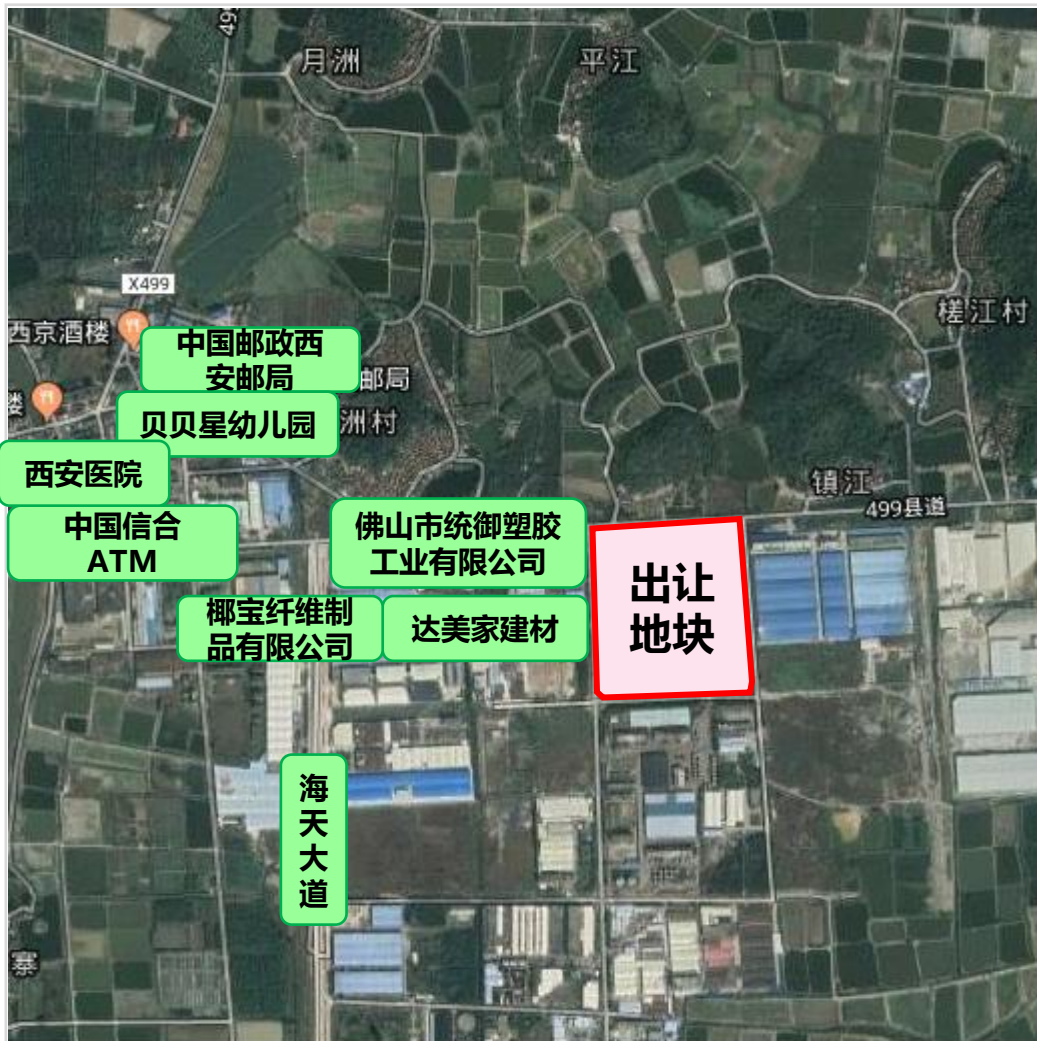 499
月洲
平江
X499
西京酒楼
槎江村
中国邮政西
安邮局
邮局
楼
贝贝星幼儿园
洲村
西安医院
镇江
499县道
中国信合
ATM
佛山市统御塑胶
工业有限公司
出让
地块
椰宝纤维制
品有限公司
达美家建材
海
天
大
道
寨